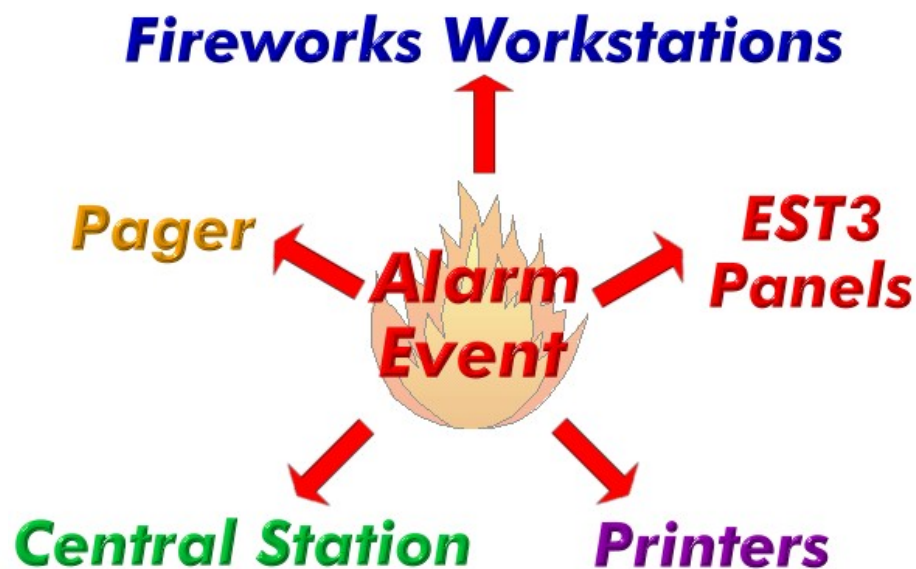 Fireworks Workstations
Pager
EST3
Panels
Alarm
Event
Central Station
Printers